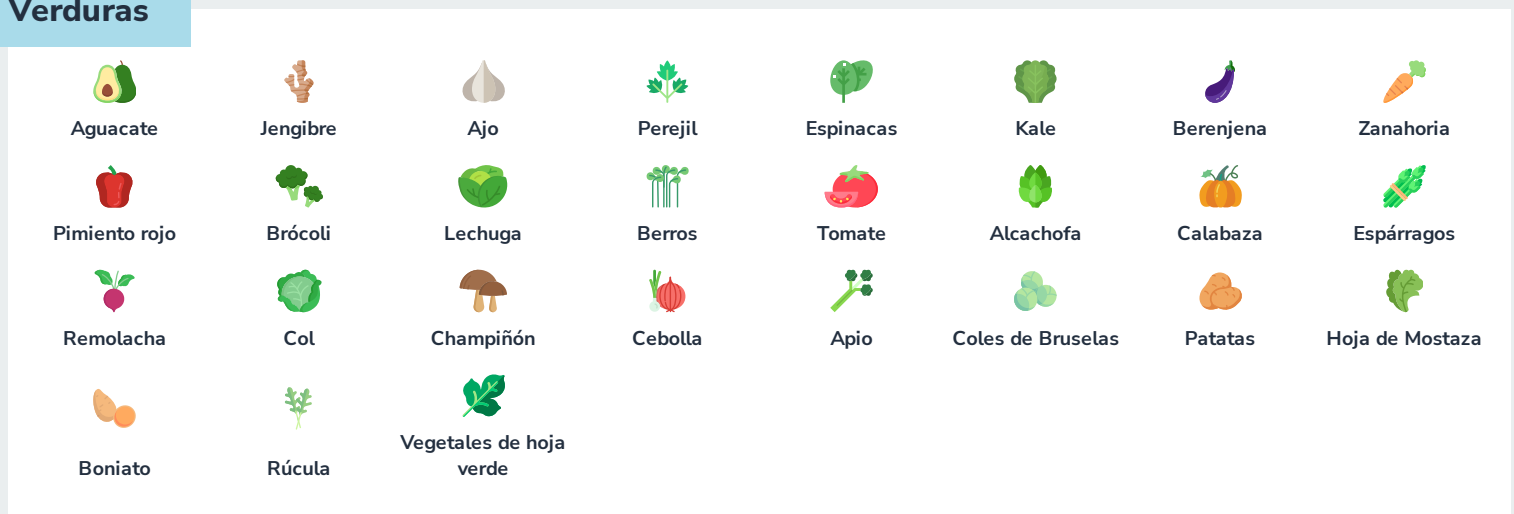 Verduras
Aguacate
Jengibre
Ajo
Perejil
Espinacas
Kale
Berenjena
Zanahoria
Pimiento rojo
Brócoli
Lechuga
Berros
Tomate
Alcachofa
Calabaza
Espárragos
Remolacha
Col
Champiñón
Cebolla
Apio
Coles de Bruselas
Patatas
Hoja de Mostaza
Boniato
Rúcula
Vegetales de hoja
verde